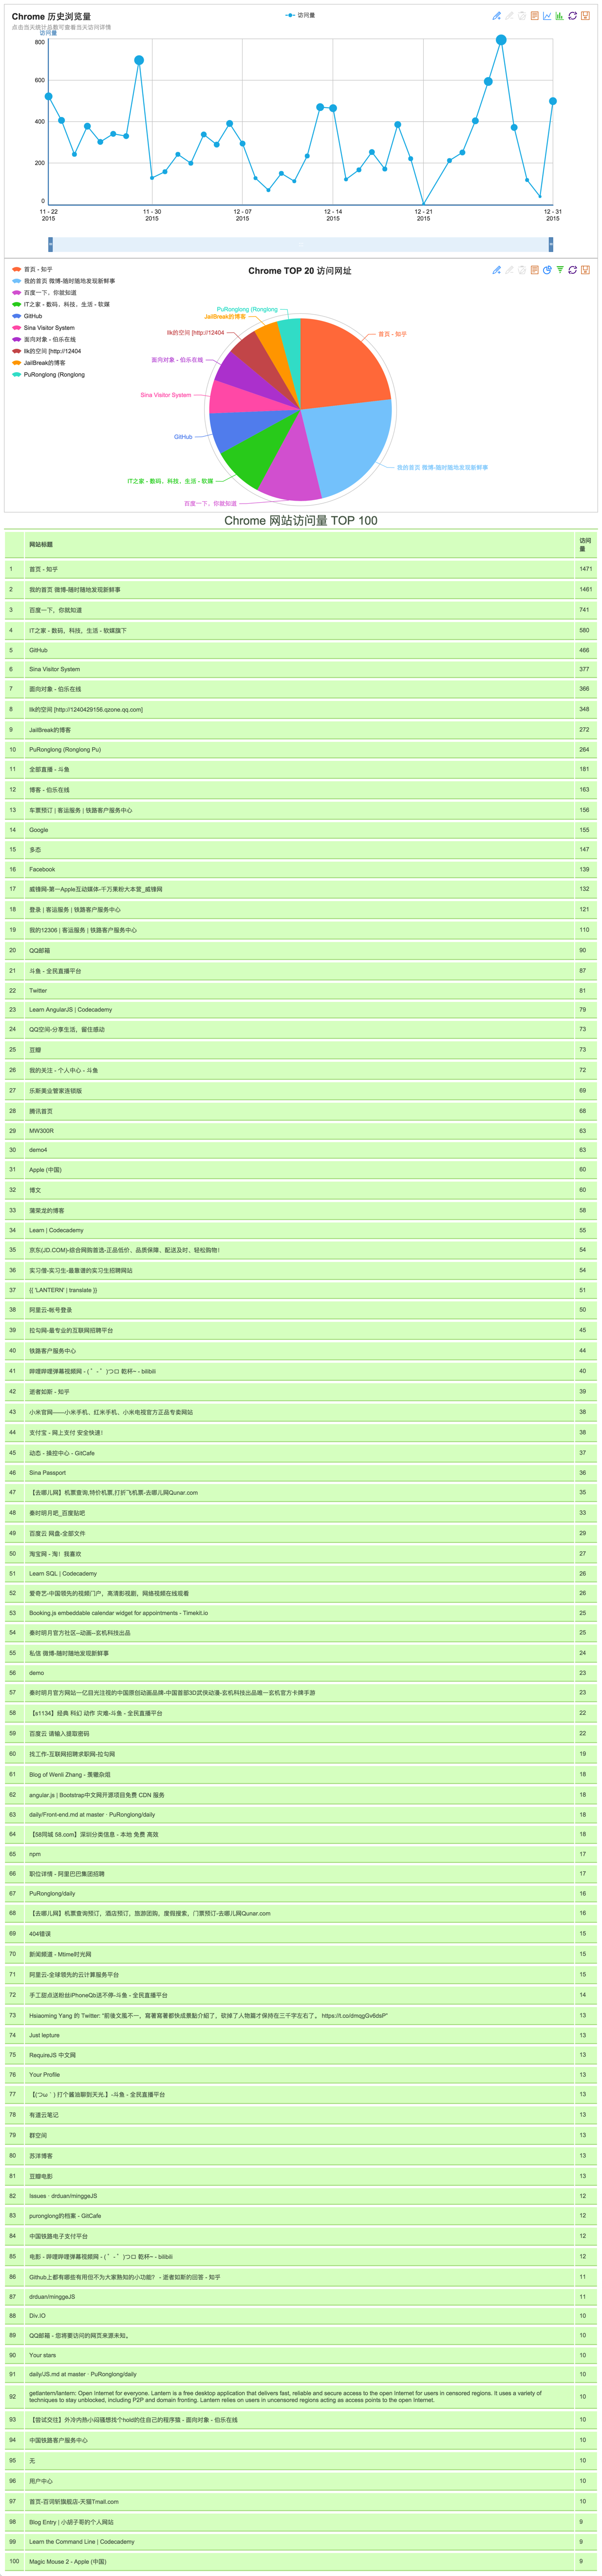 Chrome 历史浏览量
访问量
点击当天统计总数可查看当天访问详情
访问量
800
600
400
200
0
11 - 22 2015
11 - 30 2015
12 - 07 2015
12 - 14 2015
12 - 21 2015
12 - 31 2015
Chrome TOP 20 访问网址
首页 - 知乎
我的首页 微博-随时随地发现新鲜事
百度一下，你就知道
IT之家 - 数码、科技、生活 - 软媒
GitHub
Sina Visitor System
面向对象 - 伯乐在线
llk的空间 [http://12404
JailBreak的博客
PuRonglong (Ronglong
PuRonglong (Ronglong
JailBreak的博客
llk的空间 [http://12404
面向对象 - 伯乐在线
Sina Visitor System
GitHub
IT之家 - 数码、科技、生活 - 软媒
百度一下，你就知道
首页 - 知乎
我的首页 微博-随时随地发现新鲜事
Chrome 网站访问量 TOP 100
网站标题 访问量
1 首页 - 知乎 1471
2 我的首页 微博-随时随地发现新鲜事 1461
3 百度一下，你就知道 741
4 IT之家 - 数码，科技，生活 - 软媒旗下 580
5 GitHub 466
6 Sina Visitor System 377
7 面向对象 - 伯乐在线 366
8 llk的空间 [http://1240429156.qzone.qq.com] 348
9 JailBreak的博客 272
10 PuRonglong (Ronglong Pu) 264
11 全部直播 - 斗鱼 181
12 博客 - 伯乐在线 163
13 车票预订 | 客运服务 | 铁路客户服务中心 156
14 Google 155
15 多态 147
16 Facebook 139
17 威锋网-第一Apple互动媒体-千万果粉大本营_威锋网 132
18 登录 | 客运服务 | 铁路客户服务中心 121
19 我的12306 | 客运服务 | 铁路客户服务中心 110
20 QQ邮箱 90
21 斗鱼 - 全民直播平台 87
22 Twitter 81
23 Learn AngularJS | Codecademy 79
24 QQ空间-分享生活，留住感动 73
25 豆瓣 73
26 我的关注 - 个人中心 - 斗鱼 72
27 乐斯美业管家连锁版 69
28 腾讯首页 68
29 MW300R 63
30 demo4 63
31 Apple (中国) 60
32 博文 60
33 蒲荣龙的博客 58
34 Learn | Codecademy 55
35 京东(JD.COM)-综合网购首选-正品低价、品质保障、配送及时、轻松购物！ 54
36 实习僧-实习生-最靠谱的实习生招聘网站 54
37 {{ 'LANTERN' | translate }} 51
38 阿里云-帐号登录 50
39 拉勾网-最专业的互联网招聘平台 45
40 铁路客户服务中心 44
41 哔哩哔哩弹幕视频网 - ( ゜- ゜)つロ 乾杯~ - bilibili 40
42 逝者如斯 - 知乎 39
43 小米官网——小米手机、红米手机、小米电视官方正品专卖网站 38
44 支付宝 - 网上支付 安全快速！ 38
45 动态 - 操控中心 - GitCafe 37
46 Sina Passport 36
47 【去哪儿网】机票查询,特价机票,打折飞机票-去哪儿网Qunar.com 35
48 秦时明月吧_百度贴吧 33
49 百度云 网盘-全部文件 29
50 淘宝网 - 淘！我喜欢 27
51 Learn SQL | Codecademy 26
52 爱奇艺-中国领先的视频门户，高清影视剧，网络视频在线观看 26
53 Booking.js embeddable calendar widget for appointments - Timekit.io 25
54 秦时明月官方社区--动画--玄机科技出品 25
55 私信 微博-随时随地发现新鲜事 24
56 demo 23
57 秦时明月官方网站一亿目光注视的中国原创动画品牌-中国首部3D武侠动漫-玄机科技出品唯一玄机官方卡牌手游 23
58 【s1134】经典 科幻 动作 灾难-斗鱼 - 全民直播平台 22
59 百度云 请输入提取密码 22
60 找工作-互联网招聘求职网-拉勾网 19
61 Blog of Wenli Zhang - 羡辙杂俎 18
62 angular.js | Bootstrap中文网开源项目免费 CDN 服务 18
63 daily/Front-end.md at master · PuRonglong/daily 18
64 【58同城 58.com】深圳分类信息 - 本地 免费 高效 18
65 npm 17
66 职位详情 - 阿里巴巴集团招聘 17
67 PuRonglong/daily 16
68 【去哪儿网】机票查询预订，酒店预订，旅游团购，度假搜索，门票预订-去哪儿网Qunar.com 16
69 404错误 15
70 新闻频道 - Mtime时光网 15
71 阿里云-全球领先的云计算服务平台 15
72 手工甜点送粉丝iPhoneQb送不停-斗鱼 - 全民直播平台 14
73 Hsiaoming Yang 的 Twitter: "前後文風不一，寫著寫著都快成景點介紹了，砍掉了人物篇才保持在三千字左右了。 https://t.co/dmqgGv6dsP" 13
74 Just lepture 13
75 RequireJS 中文网 13
76 Your Profile 13
77 【(つω｀) 打个酱油聊到天光.】-斗鱼 - 全民直播平台 13
78 有道云笔记 13
79 群空间 13
80 苏洋博客 13
81 豆瓣电影 13
82 Issues · drduan/minggeJS 12
83 puronglong的档案 - GitCafe 12
84 中国铁路电子支付平台 12
85 电影 - 哔哩哔哩弹幕视频网 - ( ゜- ゜)つロ 乾杯~ - bilibili 12
86 Github上都有哪些有用但不为大家熟知的小功能？ - 逝者如斯的回答 - 知乎 11
87 drduan/minggeJS 11
88 Div.IO 10
89 QQ邮箱 - 您将要访问的网页来源未知。 10
90 Your stars 10
91 daily/JS.md at master · PuRonglong/daily 10
92 getlantern/lantern: Open Internet for everyone. Lantern is a free desktop application that delivers fast, reliable and secure access to the open Internet for users in censored regions. It uses a variety of
techniques to stay unblocked, including P2P and domain fronting. Lantern relies on users in uncensored regions acting as access points to the open Internet. 10
93 【尝试交往】外冷内热小闷骚想找个hold的住自己的程序猿 - 面向对象 - 伯乐在线 10
94 中国铁路客户服务中心 10
95 无 10
96 用户中心 10
97 首页-百词斩旗舰店-天猫Tmall.com 10
98 Blog Entry | 小胡子哥的个人网站 9
99 Learn the Command Line | Codecademy 9
100 Magic Mouse 2 - Apple (中国) 9